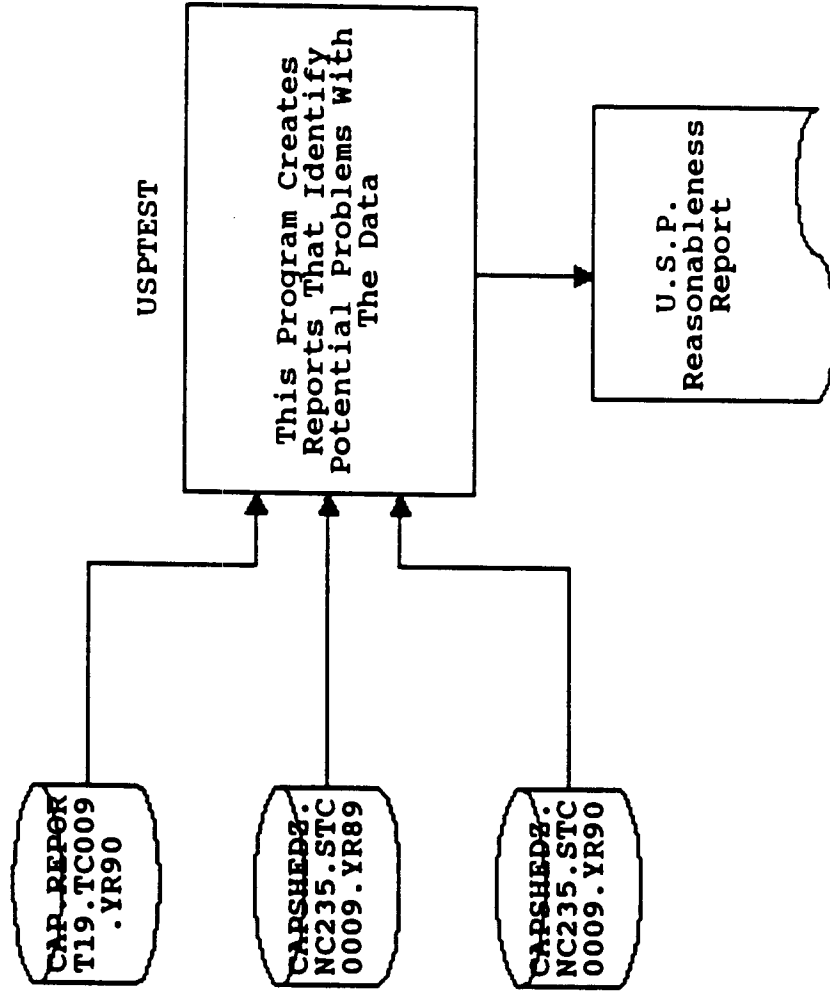 CAP.REPOR
T19.TC009
.YR90
CAPSHEDZ.
NC235.STC
0009.YR89
CAPSHEDZ.
NC235.STC
0009.YR90
USPTEST
This Program Creates
Reports That Identify
Potential Problems With
The Data
U.S.P.
Reasonableness
Report